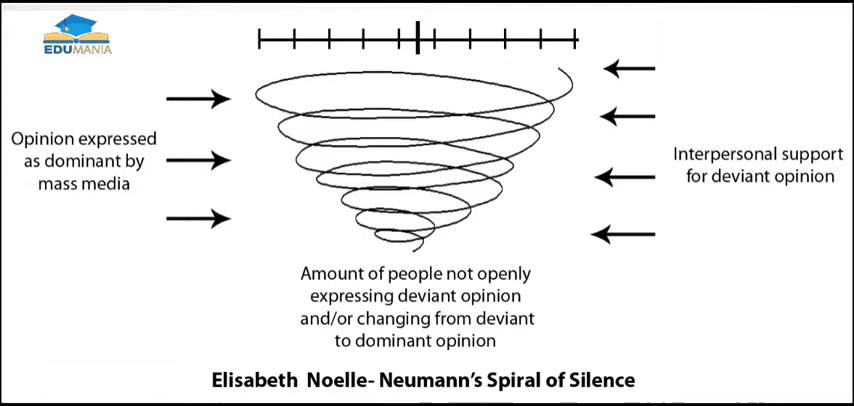 EDUMANIA
Opinion expressed
as dominant by
mass media
Interpersonal support
for deviant opinion
Amount of people not openly
expressing deviant opinion
and/or changing from deviant
to dominant opinion
Elisabeth Noelle- Neumann's Spiral of Silence